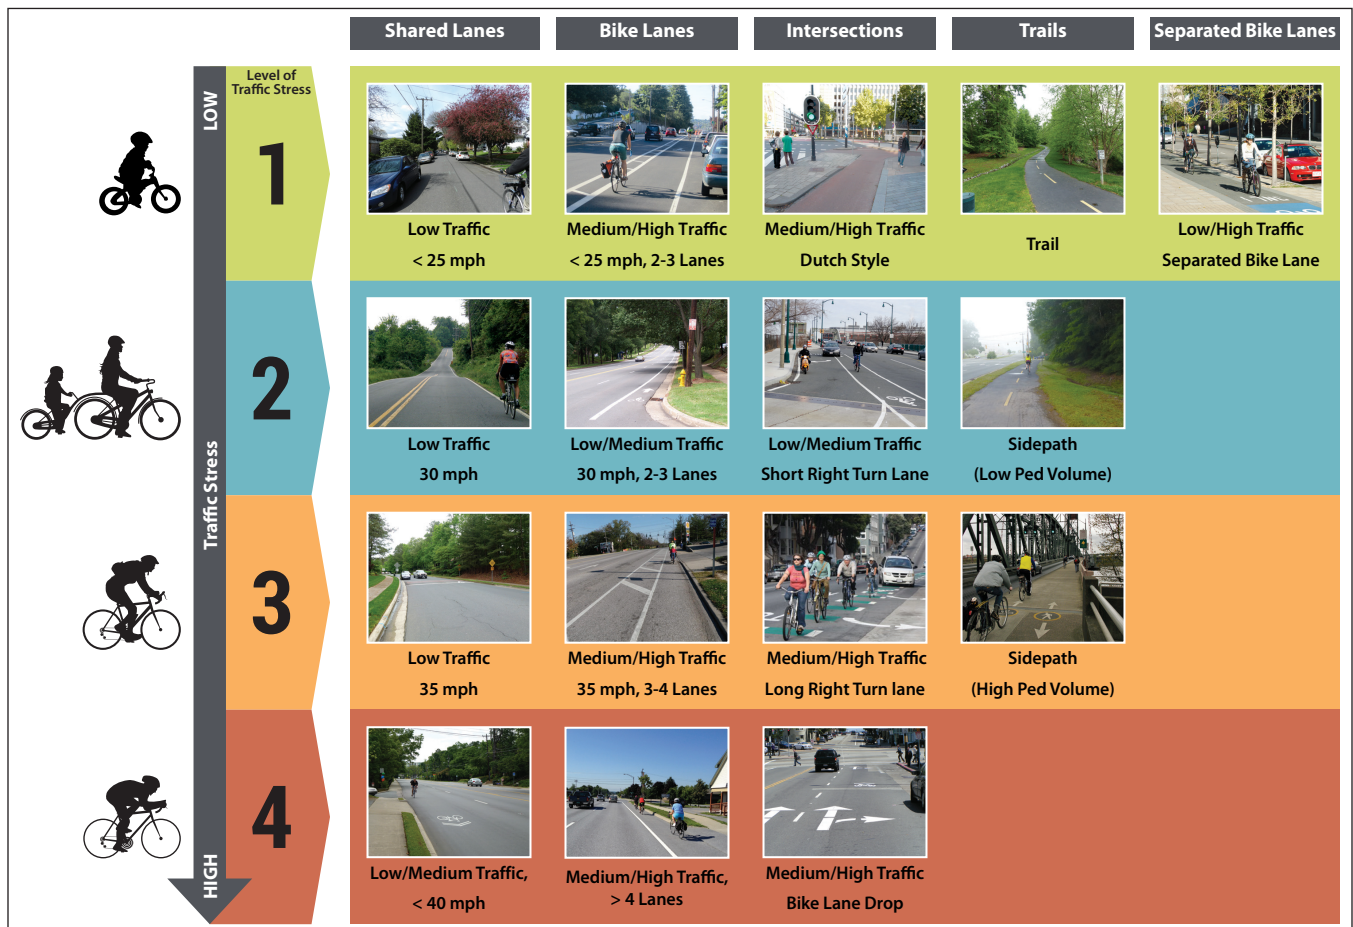 Shared Lanes
Bike Lanes
Intersections
Trails
Separated Bike Lanes
LOW
Traffic Stress
HIGH
Level of
Traffic Stress
1
Low Traffic
< 25 mph
Medium/High Traffic
< 25 mph, 2-3 Lanes
Medium/High Traffic
Dutch Style
Trail
Low/High Traffic
Separated Bike Lane
2
Low Traffic
30 mph
Low/Medium Traffic
30 mph, 2-3 Lanes
Low/Medium Traffic
Short Right Turn Lane
Sidepath
(Low Ped Volume)
3
Low Traffic
35 mph
Medium/High Traffic
35 mph, 3-4 Lanes
Medium/High Traffic
Long Right Turn lane
Sidepath
(High Ped Volume)
4
Low/Medium Traffic,
< 40 mph
Medium/High Traffic,
> 4 Lanes
Medium/High Traffic
Bike Lane Drop